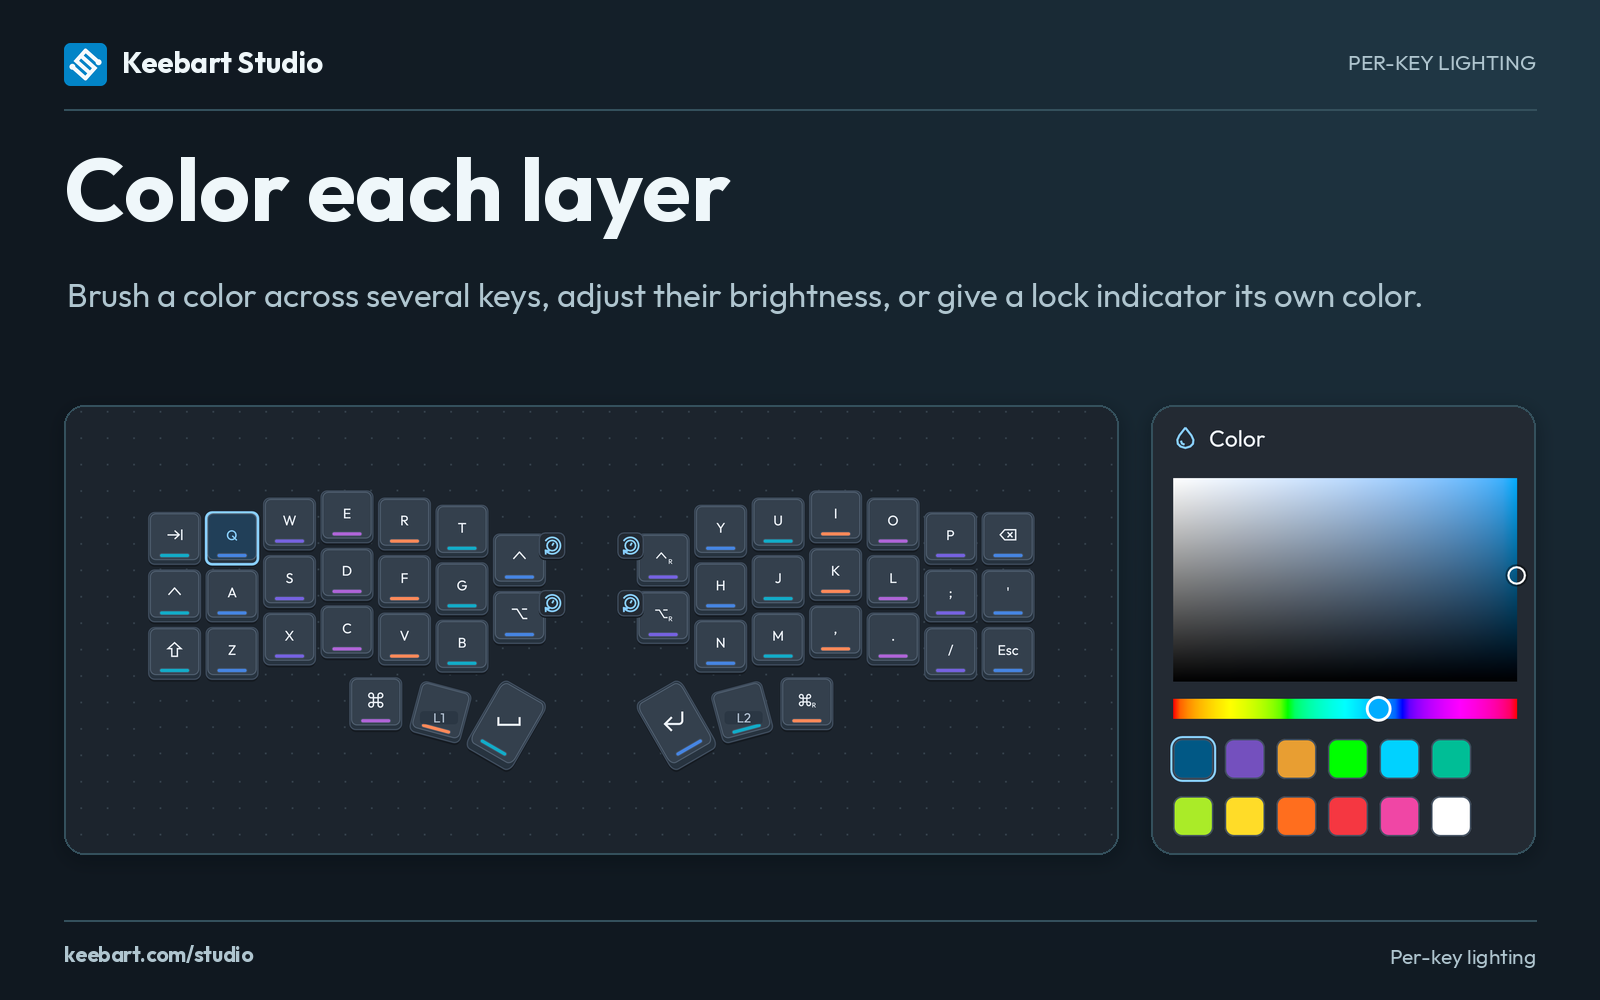 Keebart Studio
PER-KEY LIGHTING
Color each layer
Brush a color across several keys, adjust their brightness, or give a lock indicator its own color.
Color
Q W E R T Y U I O P
A S D F G H J K L ; '
Z X C V B N M , . / Esc
R
R
L1 L2 R
keebart.com/studio
Per-key lighting